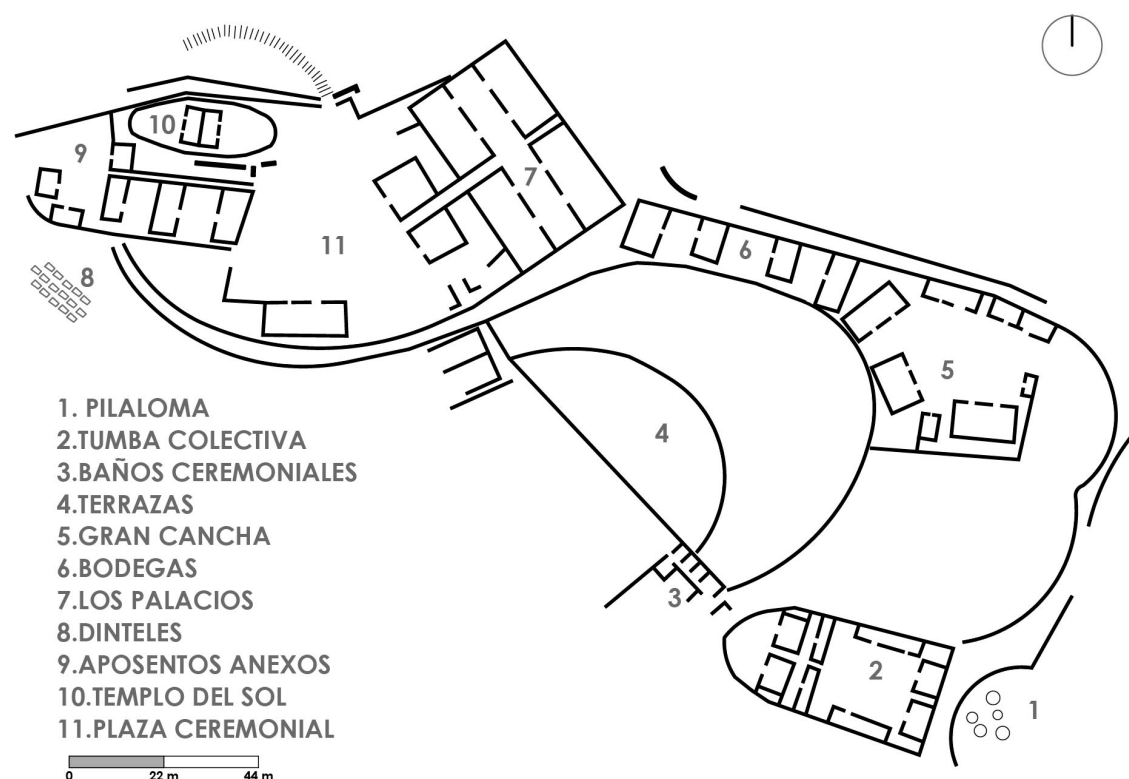 10
9
7
11
6
8
5
4
3
2
1
1. PILALOMA
2.TUMBA COLECTIVA
3.BAÑOS CEREMONIALES
4.TERRAZAS
5.GRAN CANCHA
6.BODEGAS
7.LOS PALACIOS
8.DINTELES
9.APOSENTOS ANEXOS
10.TEMPLO DEL SOL
11.PLAZA CEREMONIAL
0 22 m 44 m